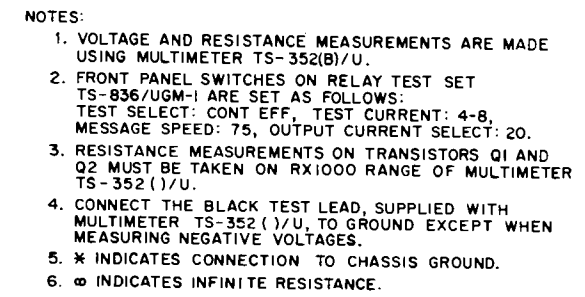 NOTES:
1. VOLTAGE AND RESISTANCE MEASUREMENTS ARE MADE
USING MULTIMETER TS-352(B)/U.
2. FRONT PANEL SWITCHES ON RELAY TEST SET
TS-836/UGM-1 ARE SET AS FOLLOWS:
TEST SELECT: CONT EFF, TEST CURRENT: 4-8,
MESSAGE SPEED: 75, OUTPUT CURRENT SELECT: 20.
3. RESISTANCE MEASUREMENTS ON TRANSISTORS Q1 AND
Q2 MUST BE TAKEN ON RX1000 RANGE OF MULTIMETER
TS-352 ( )/U.
4. CONNECT THE BLACK TEST LEAD, SUPPLIED WITH
MULTIMETER TS-352 ( )/U, TO GROUND EXCEPT WHEN
MEASURING NEGATIVE VOLTAGES.
5. ⚹ INDICATES CONNECTION TO CHASSIS GROUND.
6. ∞ INDICATES INFINITE RESISTANCE.